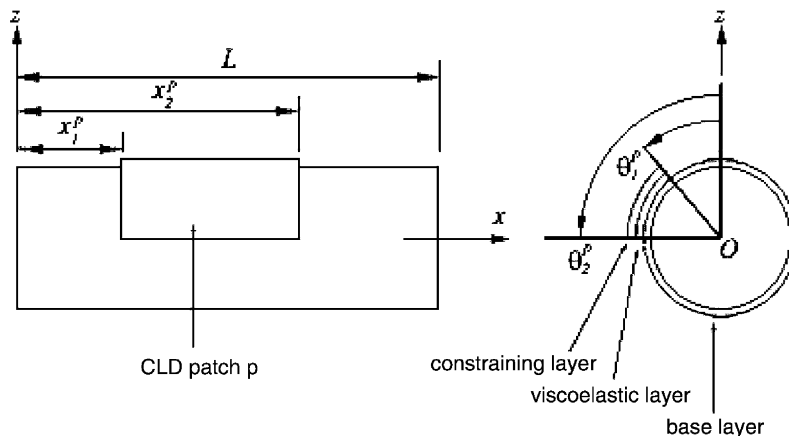 z
L
x₂ᵖ
x₁ᵖ
x
CLD patch p
z
θ₁ᵖ
θ₂ᵖ
O
constraining layer
viscoelastic layer
base layer